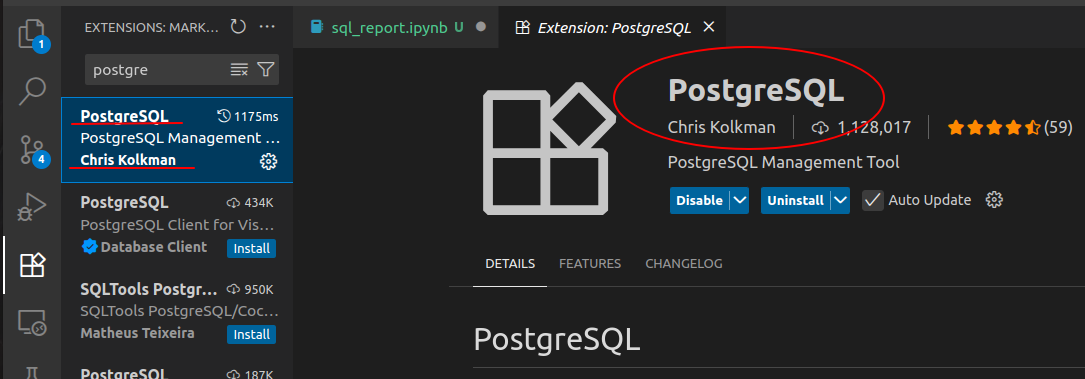 EXTENSIONS: MARK...
sql_report.ipynb U
Extension: PostgreSQL
1
postgre
PostgreSQL 1175ms
PostgreSQL Management ...
Chris Kolkman
4
PostgreSQL 434K
PostgreSQL Client for Vis...
Database Client Install
SQLTools Postgr... 950K
SQLTools PostgreSQL/Coc...
Matheus Teixeira Install
PostgreSQL 187K
PostgreSQL
Chris Kolkman 1,128,017 (59)
PostgreSQL Management Tool
Disable Uninstall Auto Update
DETAILS FEATURES CHANGELOG
PostgreSQL